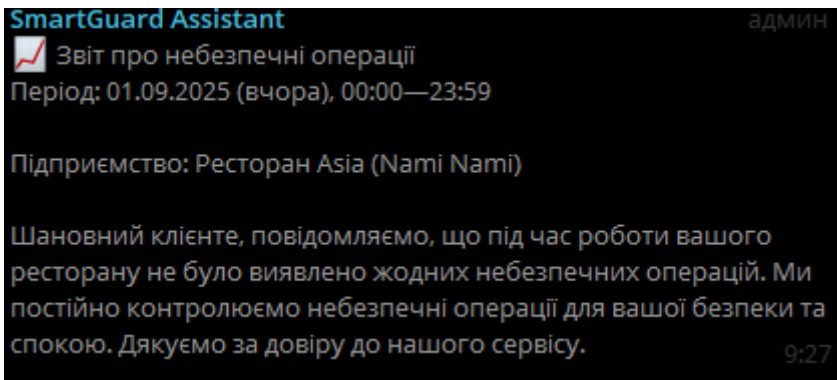 SmartGuard Assistant админ
📈 Звіт про небезпечні операції
Період: 01.09.2025 (вчора), 00:00—23:59
Підприємство: Ресторан Asia (Nami Nami)
Шановний клієнте, повідомляємо, що під час роботи вашого
ресторану не було виявлено жодних небезпечних операцій. Ми
постійно контролюємо небезпечні операції для вашої безпеки та
спокою. Дякуємо за довіру до нашого сервісу. 9:27